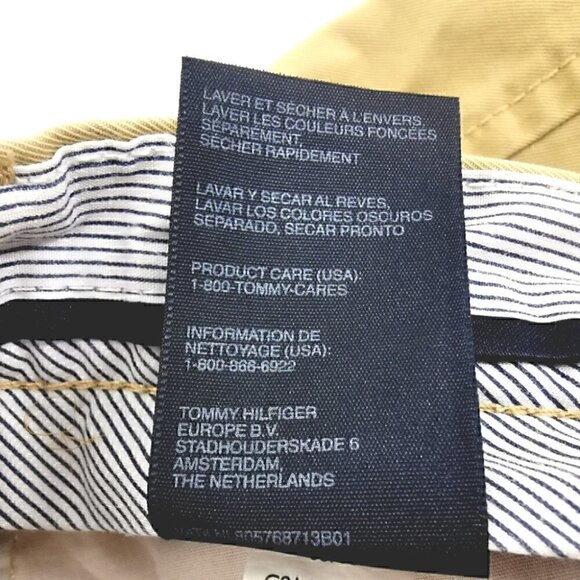 LAVER ET SÉCHER À L'ENVERS
LAVER LES COULEURS FONCÉES
SÉPAREMENT,
SÉCHER RAPIDEMENT
LAVAR Y SECAR AL REVES,
LAVAR LOS COLORES OSCUROS
SEPARADO, SECAR PRONTO
PRODUCT CARE (USA):
1-800-TOMMY-CARES
INFORMATION DE
NETTOYAGE (USA):
1-800-866-6922
TOMMY HILFIGER
EUROPE B.V.
STADHOUDERSKADE 6
AMSTERDAM,
THE NETHERLANDS
805768713B01